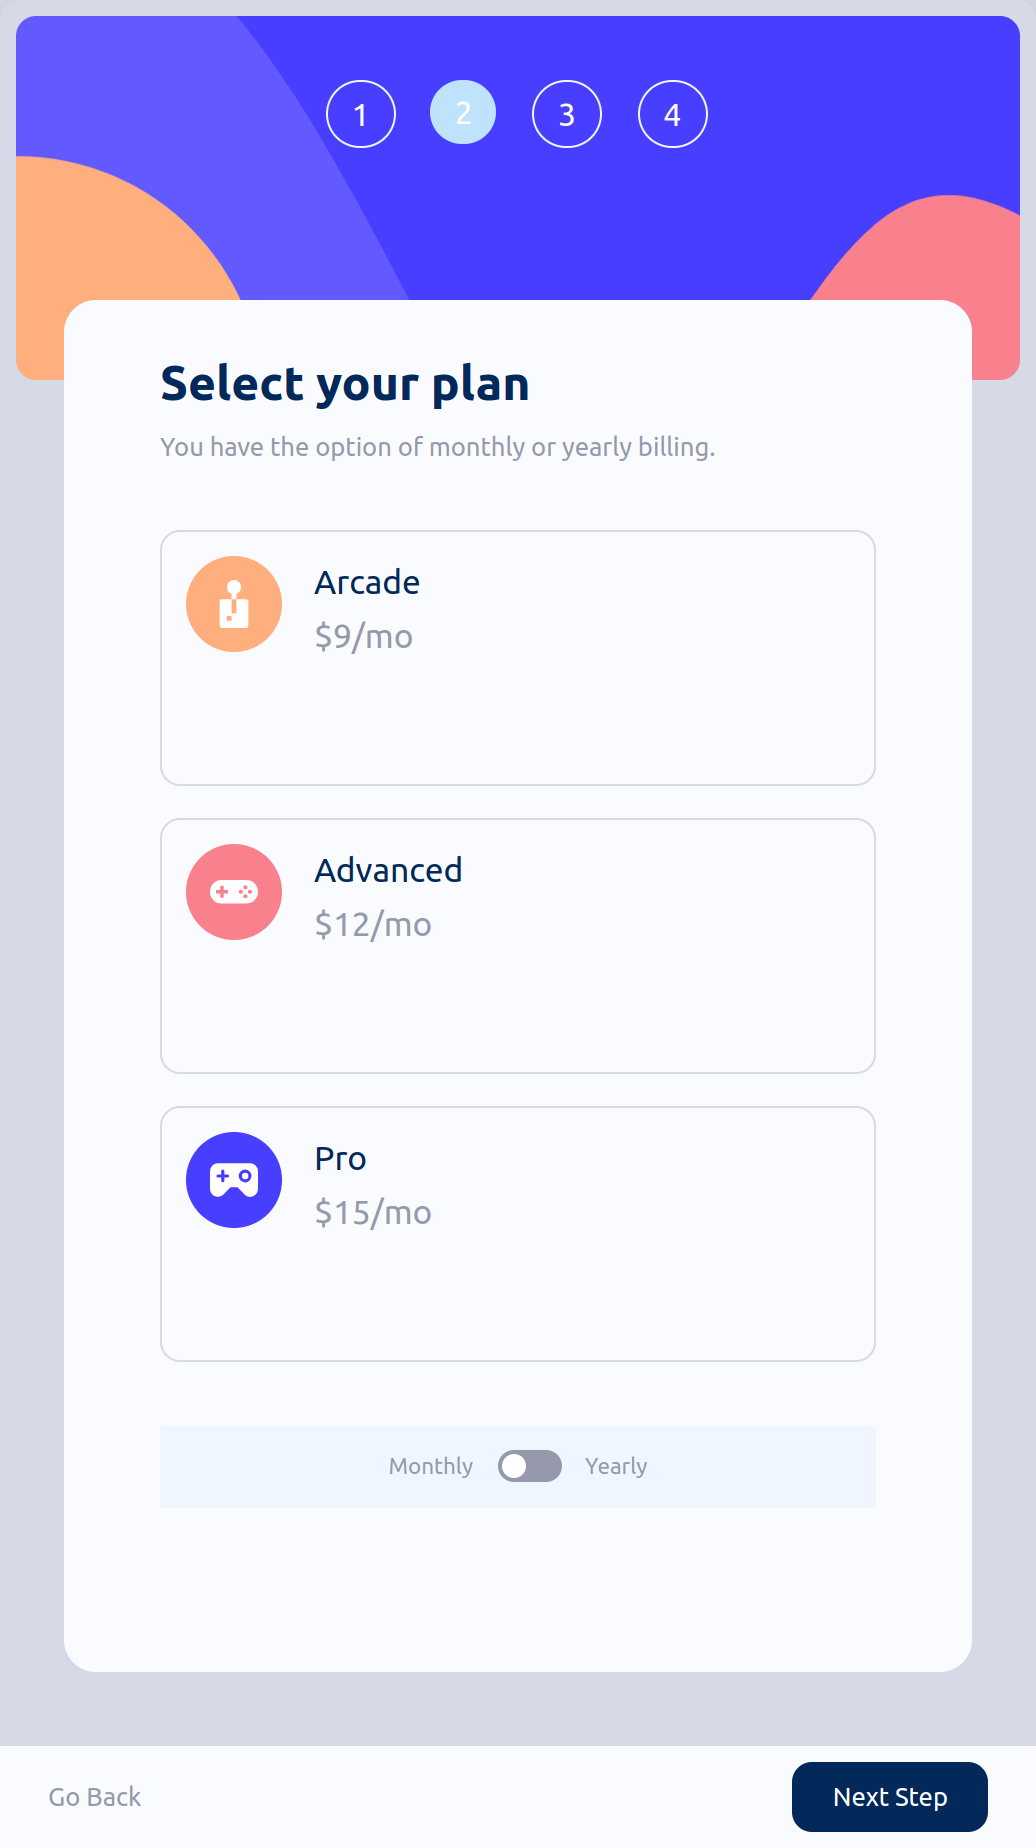 1 2 3 4
Select your plan
You have the option of monthly or yearly billing.
Arcade
$9/mo
Advanced
$12/mo
Pro
$15/mo
Monthly Yearly
Go Back Next Step